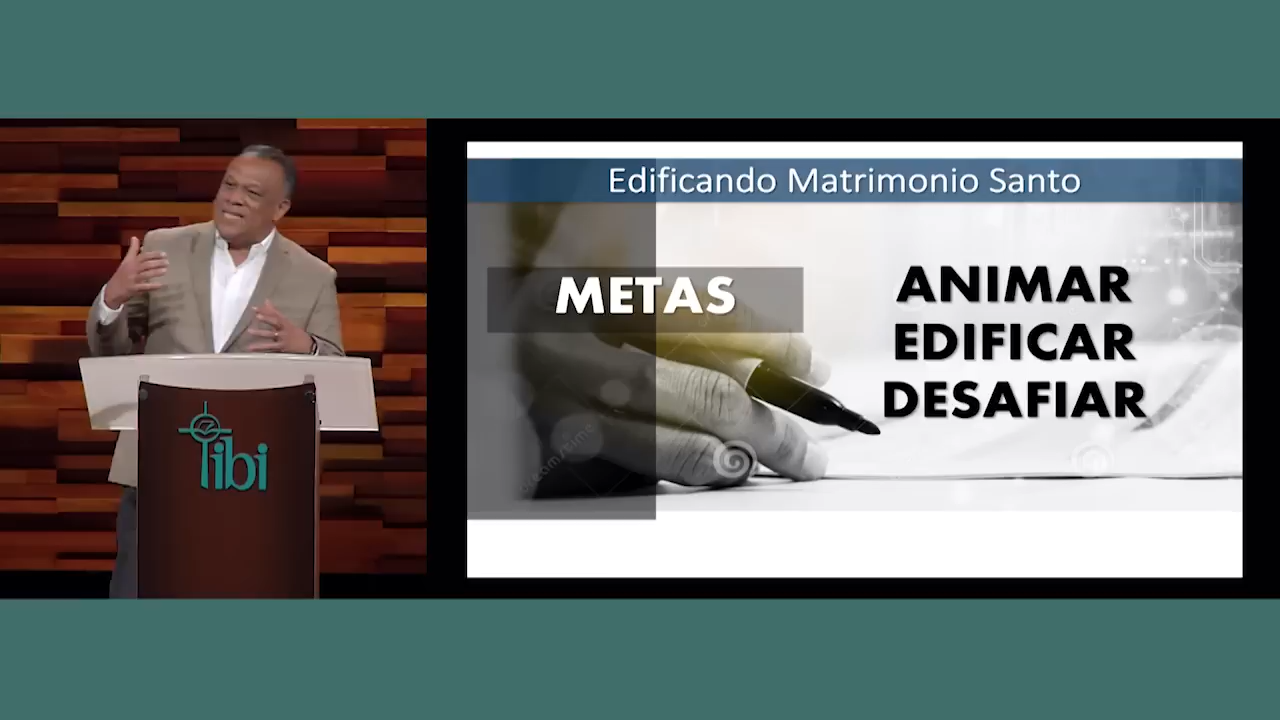 ibi
Edificando Matrimonio Santo
METAS
ANIMAR
EDIFICAR
DESAFIAR